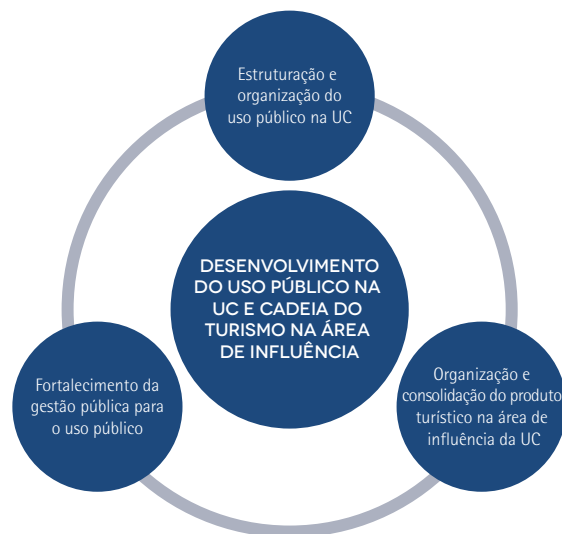 Estruturação e
organização do
uso público na UC
DESENVOLVIMENTO
DO USO PÚBLICO NA
UC E CADEIA DO
TURISMO NA ÁREA
DE INFLUÊNCIA
Fortalecimento da
gestão pública para
o uso público
Organização e
consolidação do produto
turístico na área de
influência da UC